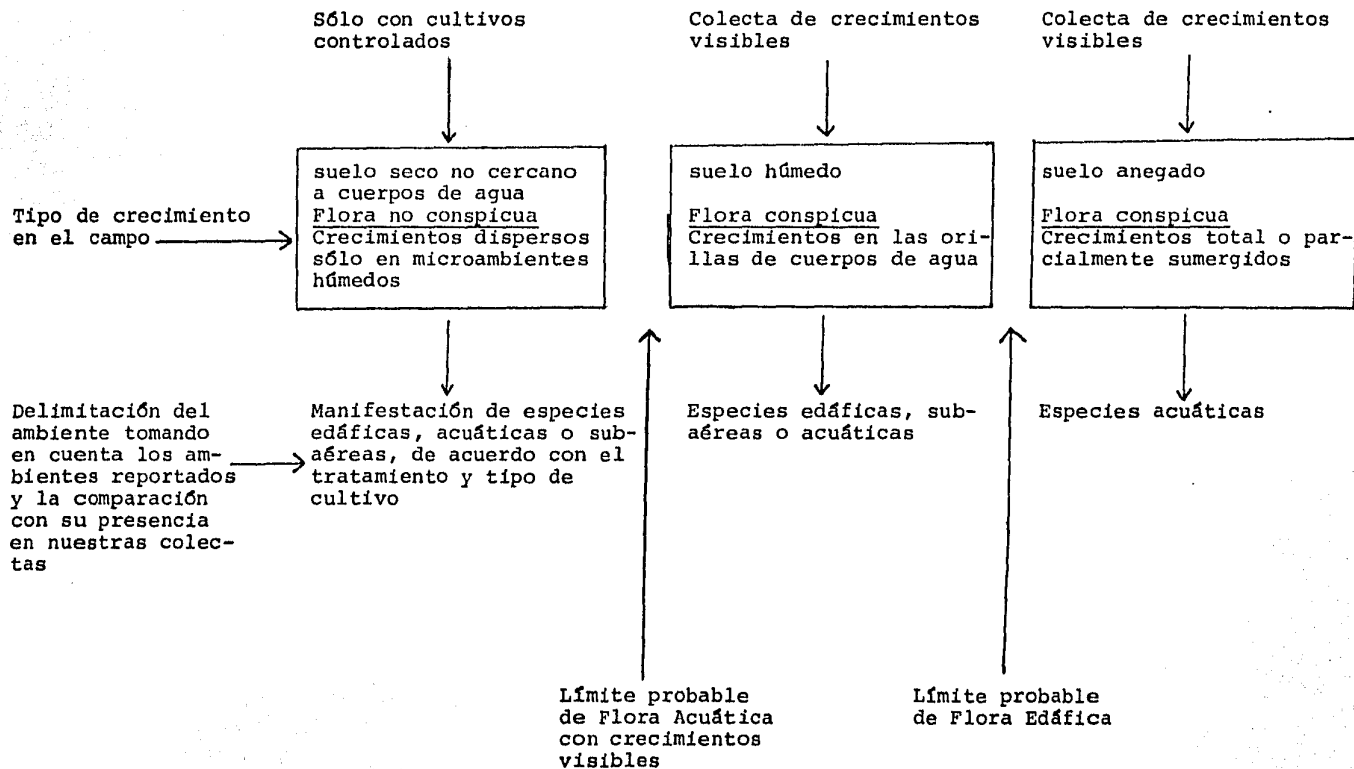 Sólo con cultivos
controlados
Colecta de crecimientos
visibles
Colecta de crecimientos
visibles
Tipo de crecimiento
en el campo
suelo seco no cercano
a cuerpos de agua
Flora no conspicua
Crecimientos dispersos
sólo en microambientes
húmedos
suelo húmedo
Flora conspicua
Crecimientos en las ori-
llas de cuerpos de agua
suelo anegado
Flora conspicua
Crecimientos total o par-
cialmente sumergidos
Delimitación del
ambiente tomando
en cuenta los am-
bientes reportados
y la comparación
con su presencia
en nuestras colec-
tas
Manifestación de especies
edáficas, acuáticas o sub-
aéreas, de acuerdo con el
tratamiento y tipo de
cultivo
Especies edáficas, sub-
aéreas o acuáticas
Especies acuáticas
Límite probable
de Flora Acuática
con crecimientos
visibles
Límite probable
de Flora Edáfica